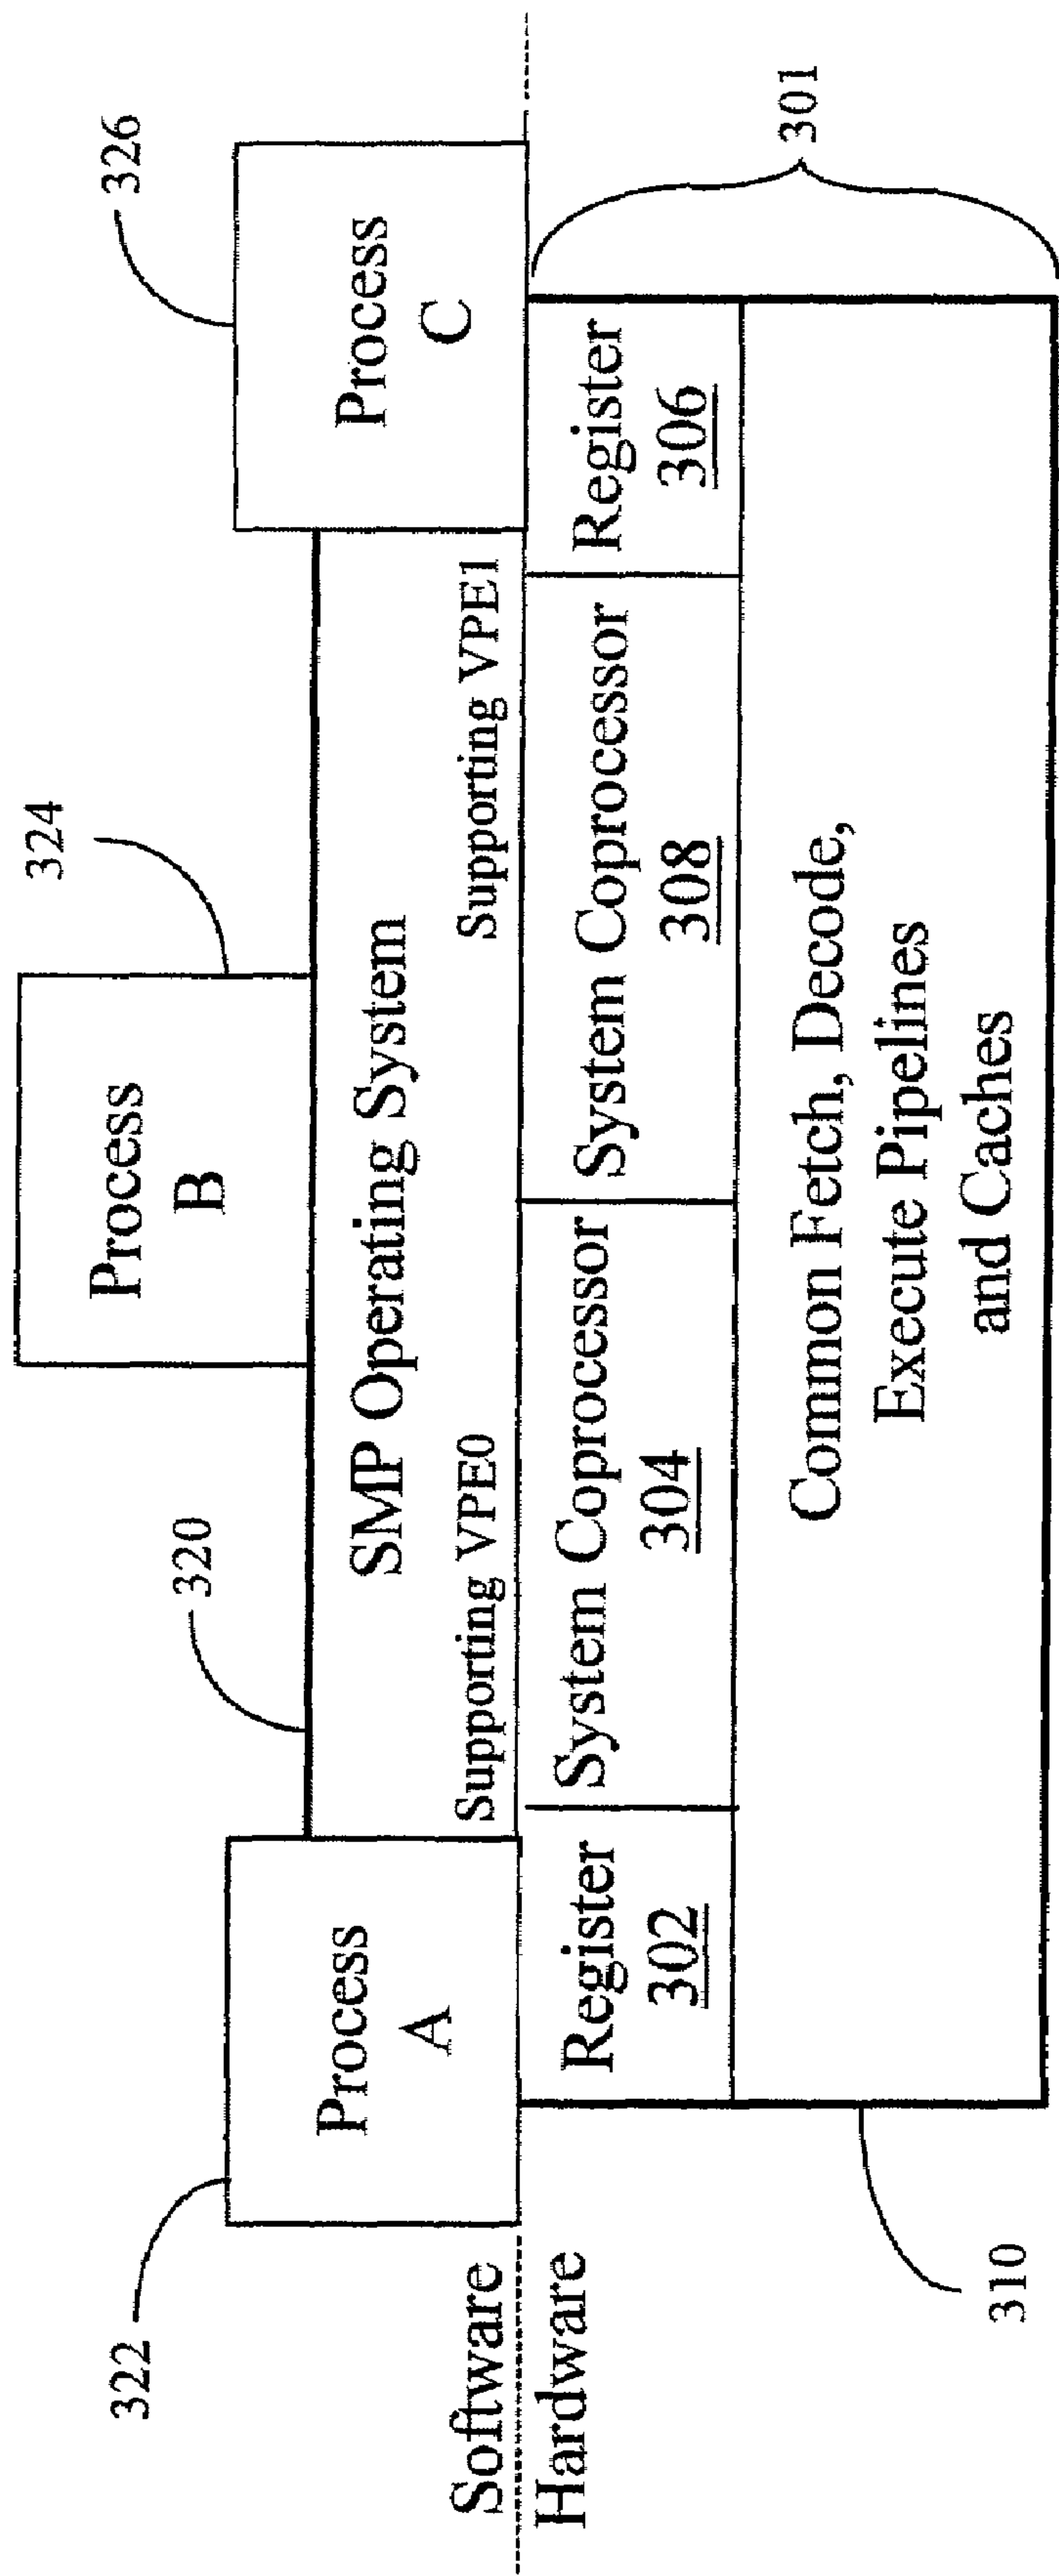 324
Process
B
322
320
326
Process
A
SMP Operating System
Process
C
Supporting VPE0
Supporting VPE1
Software
Hardware
Register
302
System Coprocessor
304
System Coprocessor
308
Register
306
301
Common Fetch, Decode,
Execute Pipelines
and Caches
310